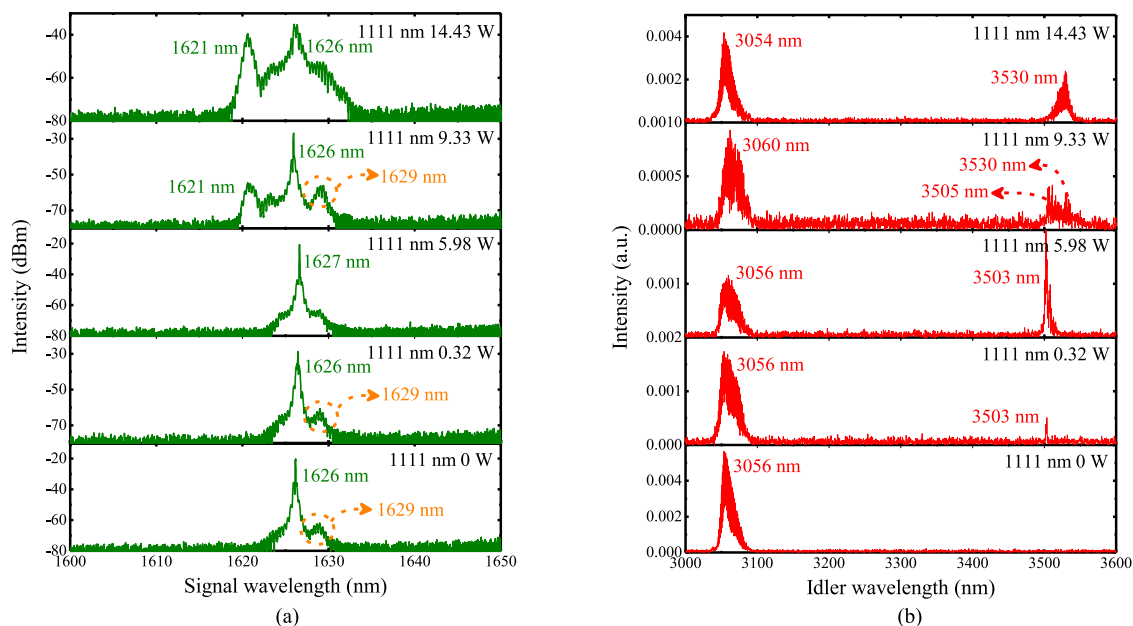 1111 nm 14.43 W
1621 nm
1626 nm
-40
-60
-80
1111 nm 9.33 W
1626 nm
1629 nm
1621 nm
-30
-50
-70
1111 nm 5.98 W
1627 nm
-20
-40
-60
-80
1111 nm 0.32 W
1626 nm
1629 nm
-30
-50
-70
1111 nm 0 W
1626 nm
1629 nm
-20
-40
-60
-80
1600 1610 1620 1630 1640 1650
Signal wavelength (nm)
Intensity (dBm)
(a)
1111 nm 14.43 W
3054 nm
3530 nm
0.004
0.002
0.0010
1111 nm 9.33 W
3060 nm
3530 nm
3505 nm
0.0005
0.0000
1111 nm 5.98 W
3056 nm
3503 nm
0.001
0.002
1111 nm 0.32 W
3056 nm
3503 nm
0.001
0.000
1111 nm 0 W
3056 nm
0.004
0.002
0.000
3000 3100 3200 3300 3400 3500 3600
Idler wavelength (nm)
Intensity (a.u.)
(b)